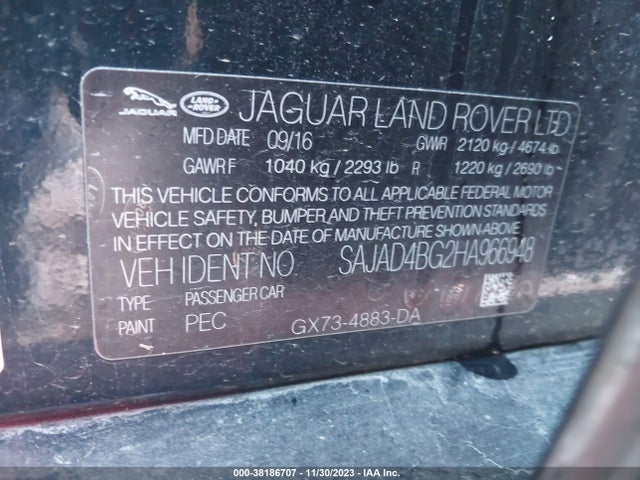 JAGUAR LAND ROVER JAGUAR LAND ROVER LTD
MFD DATE 09/16 GWR 2120 kg / 4674 lb
GAWR F 1040 kg / 2293 lb R 1220 kg / 2690 lb
THIS VEHICLE CONFORMS TO ALL APPLICABLE FEDERAL MOTOR
VEHICLE SAFETY, BUMPER AND THEFT PREVENTION STANDARDS
IN EFFECT ON THE DATE OF MANUFACTURE SHOWN ABOVE
VEH IDENT NO SAJAD4BG2HA966948
TYPE PASSENGER CAR
PAINT PEC GX73-4883-DA
000-38186707 - 11/30/2023 - IAA Inc.